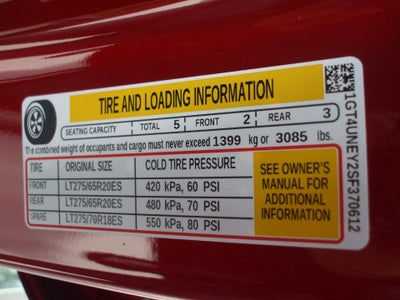 TIRE AND LOADING INFORMATION
SEATING CAPACITY TOTAL 5 FRONT 2 REAR 3
The combined weight of occupants and cargo must never exceed 1399 kg or 3085 lbs.
TIRE ORIGINAL SIZE COLD TIRE PRESSURE
FRONT LT275/65R20ES 420 kPa, 60 PSI
REAR LT275/65R20ES 480 kPa, 70 PSI
SPARE LT275/70R18ES 550 kPa, 80 PSI
SEE OWNER'S
MANUAL FOR
ADDITIONAL
INFORMATION
1GT4UNEY2SF370612